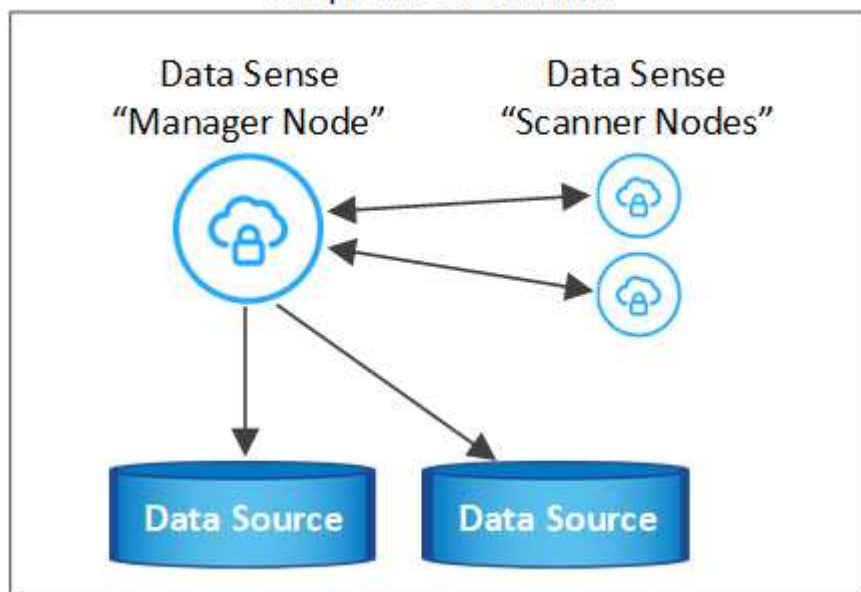 Data Sense
“Manager Node”
Data Sense
“Scanner Nodes”
Data Source
Data Source